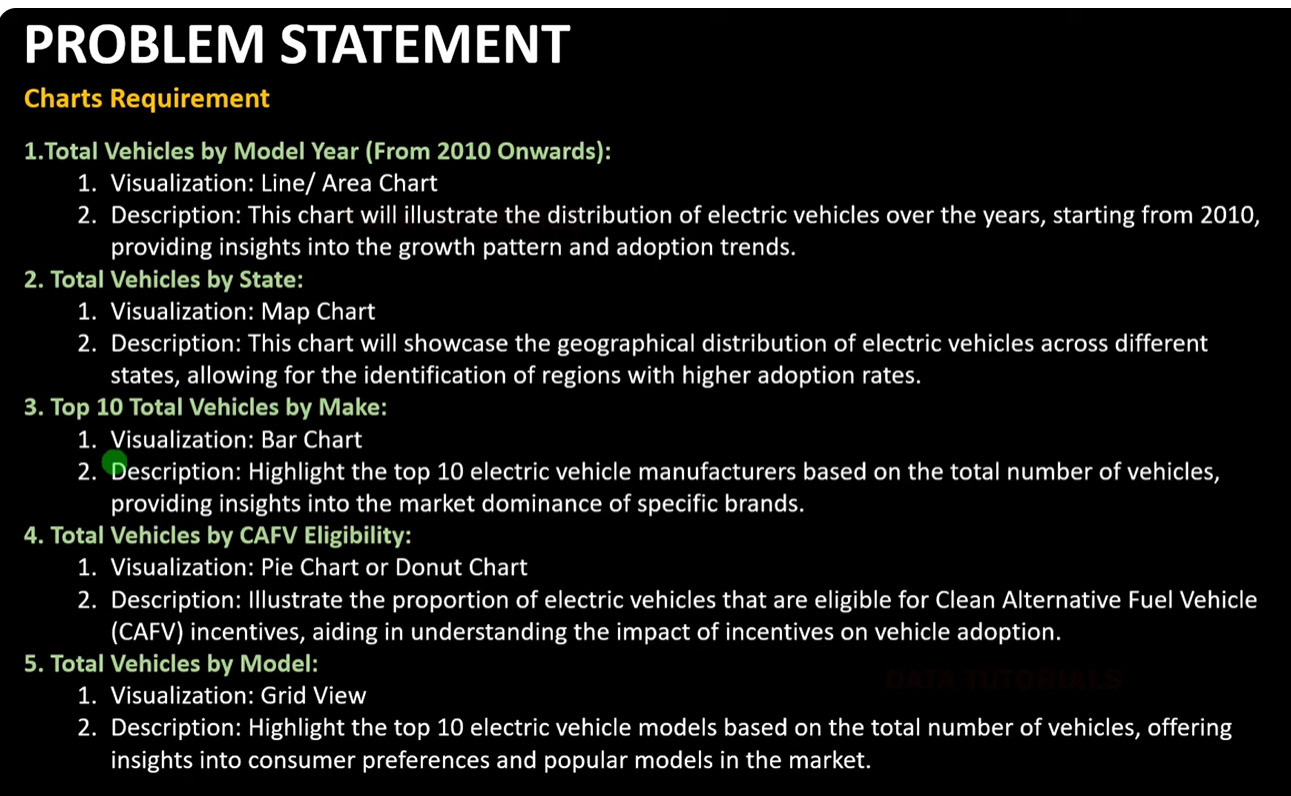 PROBLEM STATEMENT
Charts Requirement
1.Total Vehicles by Model Year (From 2010 Onwards):
1. Visualization: Line/ Area Chart
2. Description: This chart will illustrate the distribution of electric vehicles over the years, starting from 2010,
providing insights into the growth pattern and adoption trends.
2. Total Vehicles by State:
1. Visualization: Map Chart
2. Description: This chart will showcase the geographical distribution of electric vehicles across different
states, allowing for the identification of regions with higher adoption rates.
3. Top 10 Total Vehicles by Make:
1. Visualization: Bar Chart
2. Description: Highlight the top 10 electric vehicle manufacturers based on the total number of vehicles,
providing insights into the market dominance of specific brands.
4. Total Vehicles by CAFV Eligibility:
1. Visualization: Pie Chart or Donut Chart
2. Description: Illustrate the proportion of electric vehicles that are eligible for Clean Alternative Fuel Vehicle
(CAFV) incentives, aiding in understanding the impact of incentives on vehicle adoption.
5. Total Vehicles by Model:
DATA TUTORIALS
1. Visualization: Grid View
2. Description: Highlight the top 10 electric vehicle models based on the total number of vehicles, offering
insights into consumer preferences and popular models in the market.